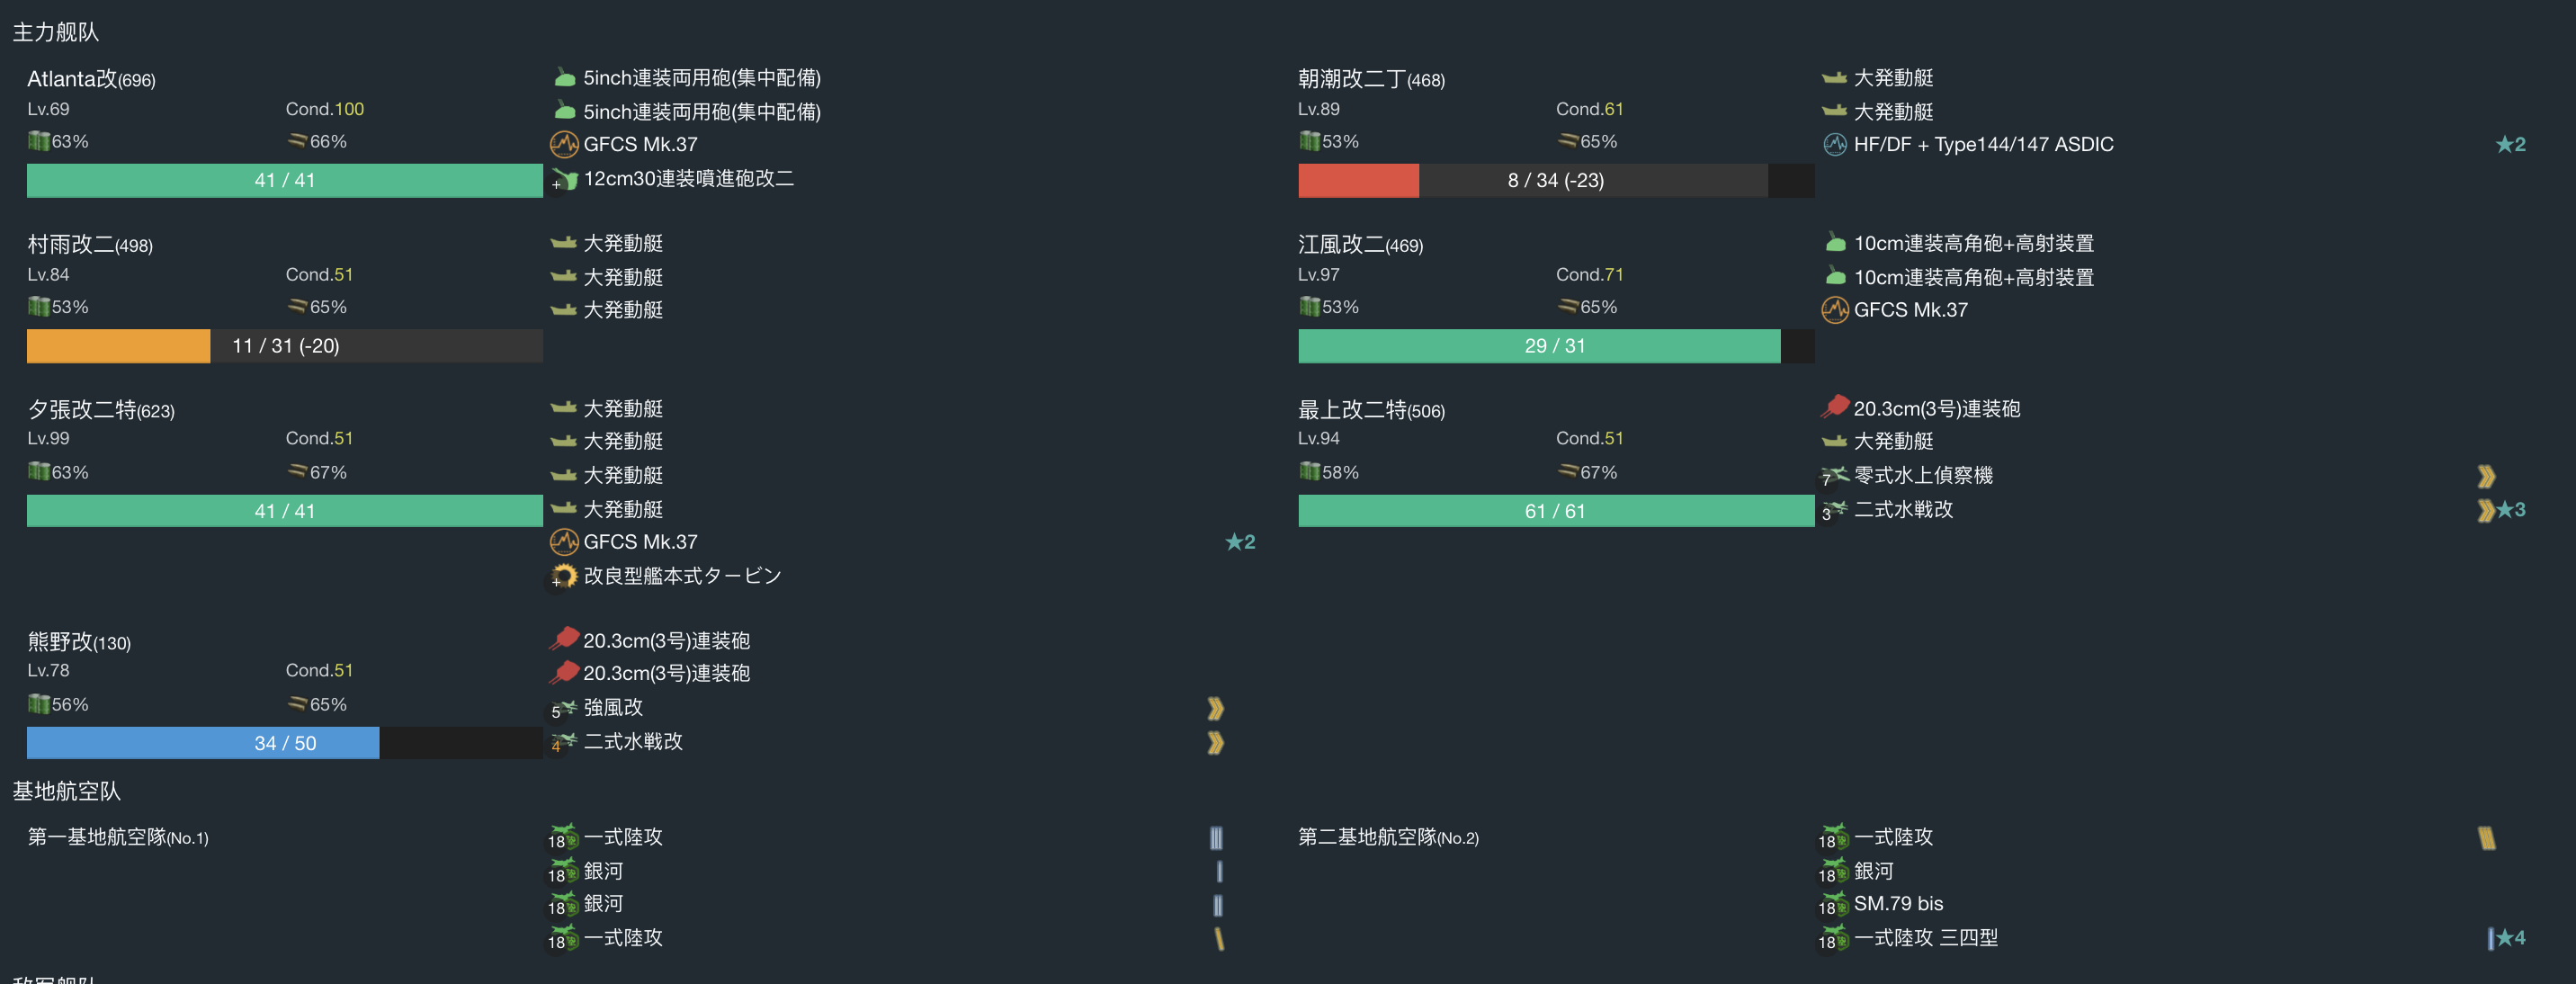 主力舰队
Atlanta改(696)
Lv.69 Cond.100
63% 66%
41 / 41
5inch連装両用砲(集中配備)
5inch連装両用砲(集中配備)
GFCS Mk.37
+ 12cm30連装噴進砲改二
朝潮改二丁(468)
Lv.89 Cond.61
53% 65%
8 / 34 (-23)
大発動艇
大発動艇
HF/DF + Type144/147 ASDIC ★2
村雨改二(498)
Lv.84 Cond.51
53% 65%
11 / 31 (-20)
大発動艇
大発動艇
大発動艇
江風改二(469)
Lv.97 Cond.71
53% 65%
29 / 31
10cm連装高角砲+高射装置
10cm連装高角砲+高射装置
GFCS Mk.37
夕張改二特(623)
Lv.99 Cond.51
63% 67%
41 / 41
大発動艇
大発動艇
大発動艇
大発動艇
GFCS Mk.37 ★2
+ 改良型艦本式タービン
最上改二特(506)
Lv.94 Cond.51
58% 67%
61 / 61
20.3cm(3号)連装砲
大発動艇
7 零式水上偵察機
3 二式水戦改 ★3
熊野改(130)
Lv.78 Cond.51
56% 65%
34 / 50
20.3cm(3号)連装砲
20.3cm(3号)連装砲
5 強風改
4 二式水戦改
基地航空队
第一基地航空隊(No.1)
18 一式陸攻
18 銀河
18 銀河
18 一式陸攻
第二基地航空隊(No.2)
18 一式陸攻
18 銀河
18 SM.79 bis
18 一式陸攻 三四型 ★4
敌军舰队